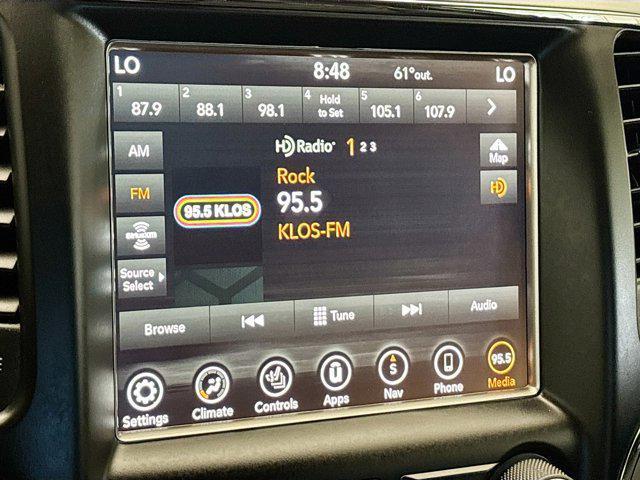 LO 8:48 61°out. LO
1 87.9 2 88.1 3 98.1 4 Hold to Set 5 105.1 6 107.9
AM
HD Radio 1 2 3
Map
FM
Rock
HD
95.5 KLOS
95.5
SiriusXM
KLOS-FM
Source
Select
Browse Tune Audio
S 95.5
Settings Climate Controls Apps Nav Phone Media